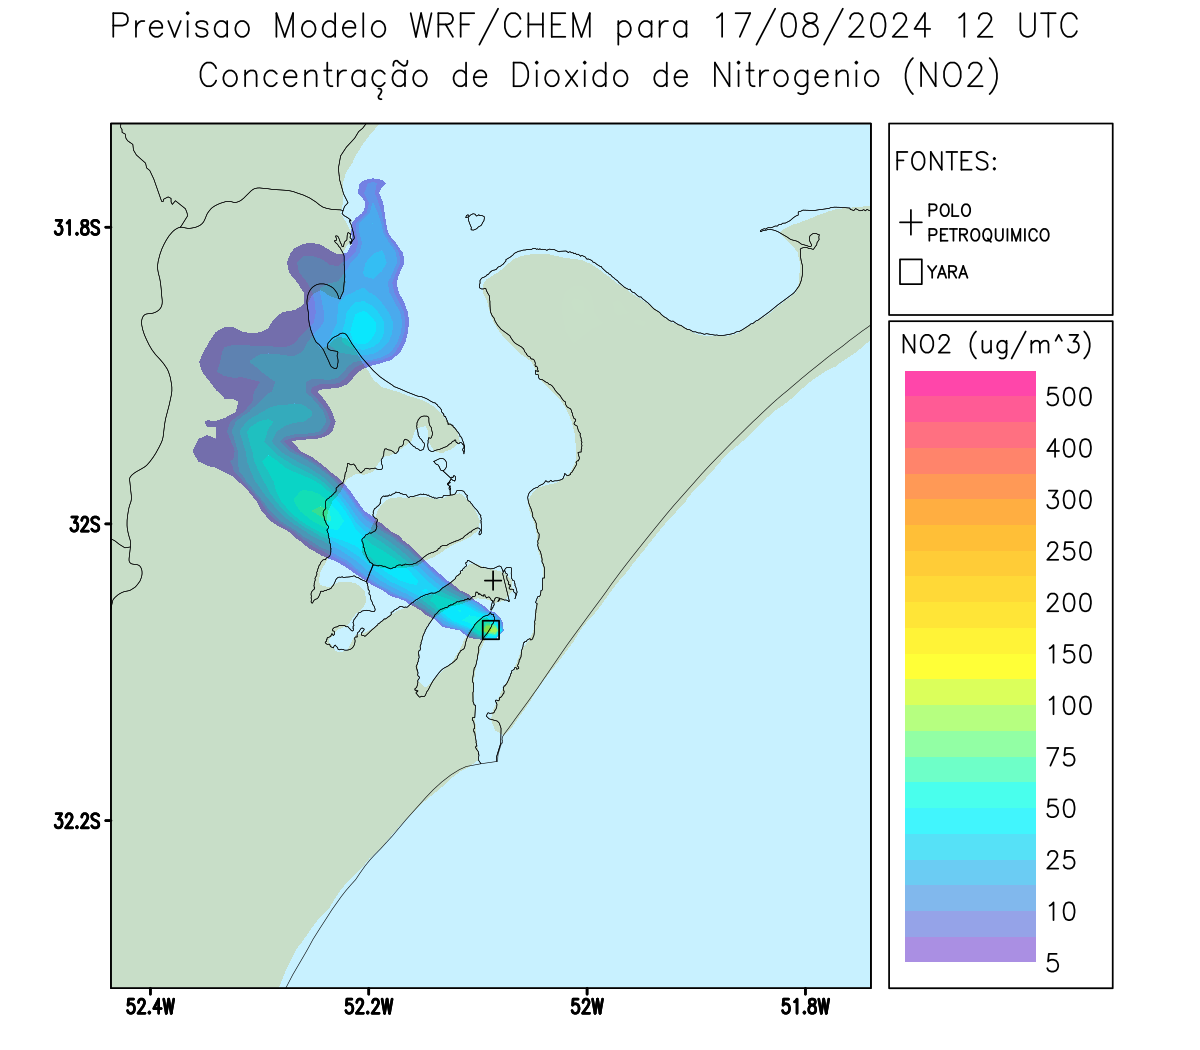 Previsao Modelo WRF/CHEM para 17/08/2024 12 UTC
Concentração de Dioxido de Nitrogenio (NO2)
FONTES:
POLO
PETROQUIMICO
YARA
31.8S
32S
32.2S
52.4W
52.2W
52W
51.8W
NO2 (ug/m^3)
500
400
300
250
200
150
100
75
50
25
10
5